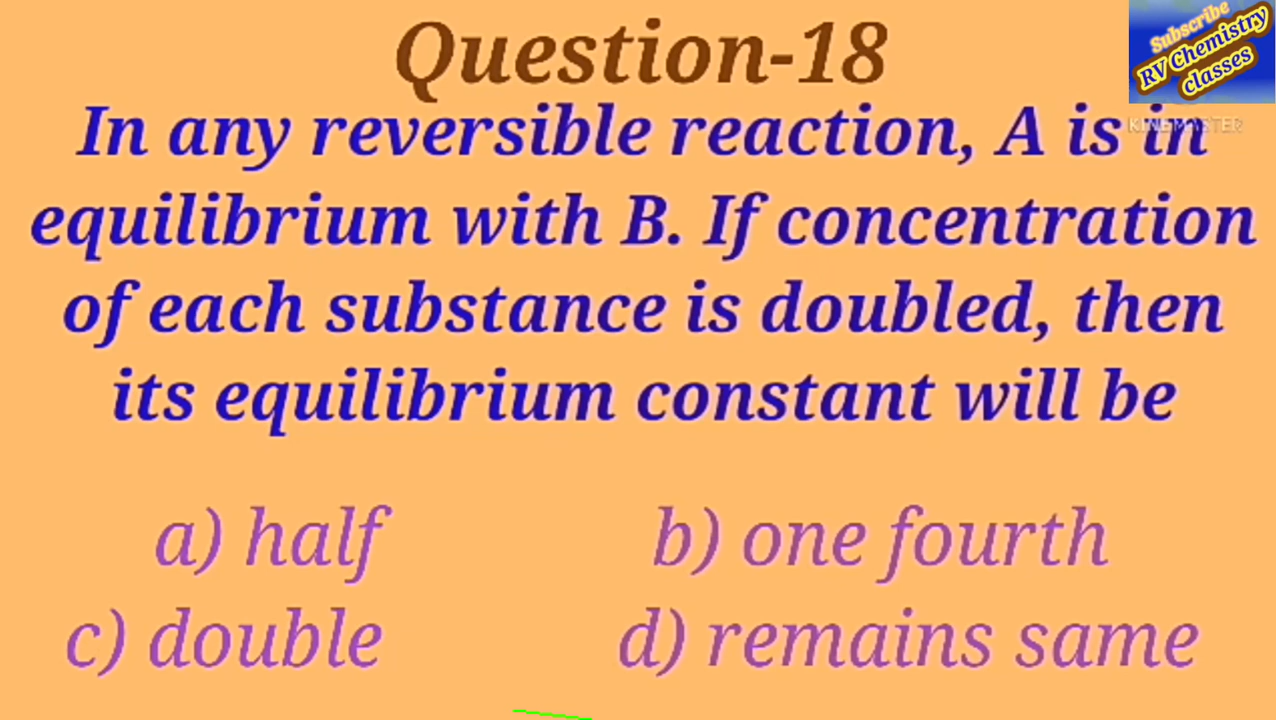 Question-18
Subscribe
RV Chemistry
classes
KINEMASTER
In any reversible reaction, A is in
equilibrium with B. If concentration
of each substance is doubled, then
its equilibrium constant will be
a) half b) one fourth
c) double d) remains same